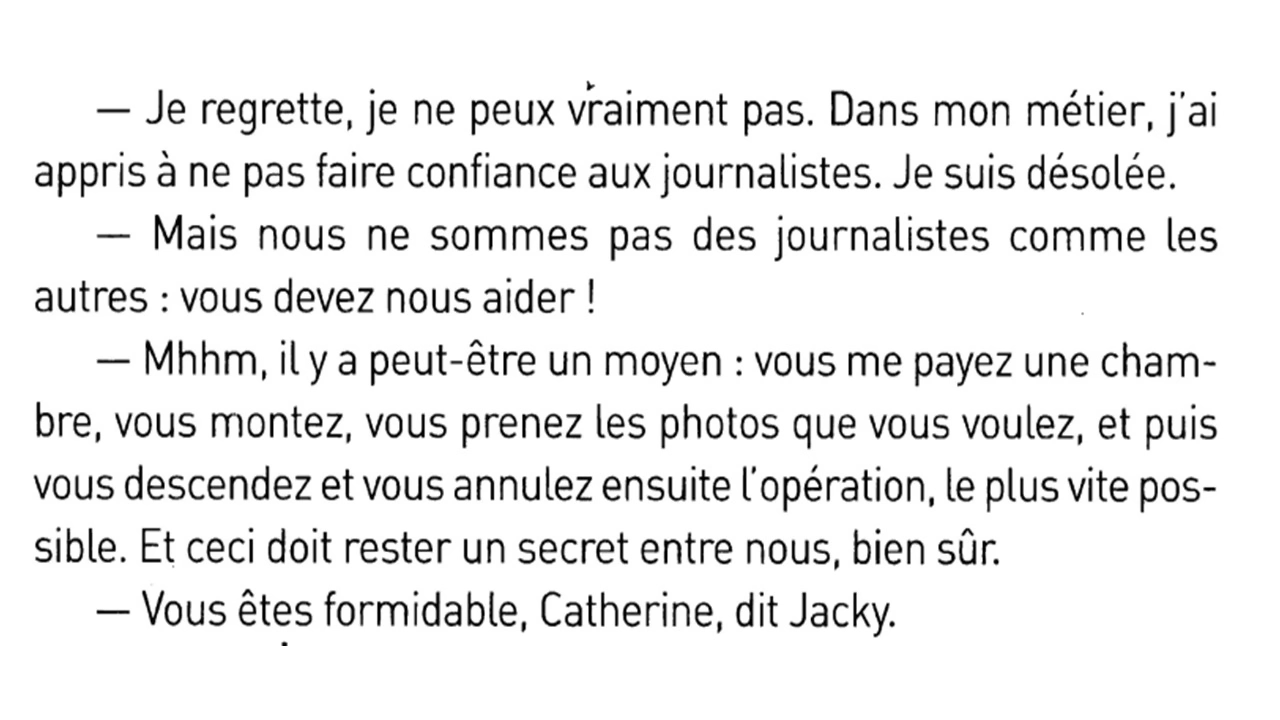 — Je regrette, je ne peux vraiment pas. Dans mon métier, j'ai
appris à ne pas faire confiance aux journalistes. Je suis désolée.
— Mais nous ne sommes pas des journalistes comme les
autres : vous devez nous aider !
— Mhhm, il y a peut-être un moyen : vous me payez une cham-
bre, vous montez, vous prenez les photos que vous voulez, et puis
vous descendez et vous annulez ensuite l'opération, le plus vite pos-
sible. Et ceci doit rester un secret entre nous, bien sûr.
— Vous êtes formidable, Catherine, dit Jacky.